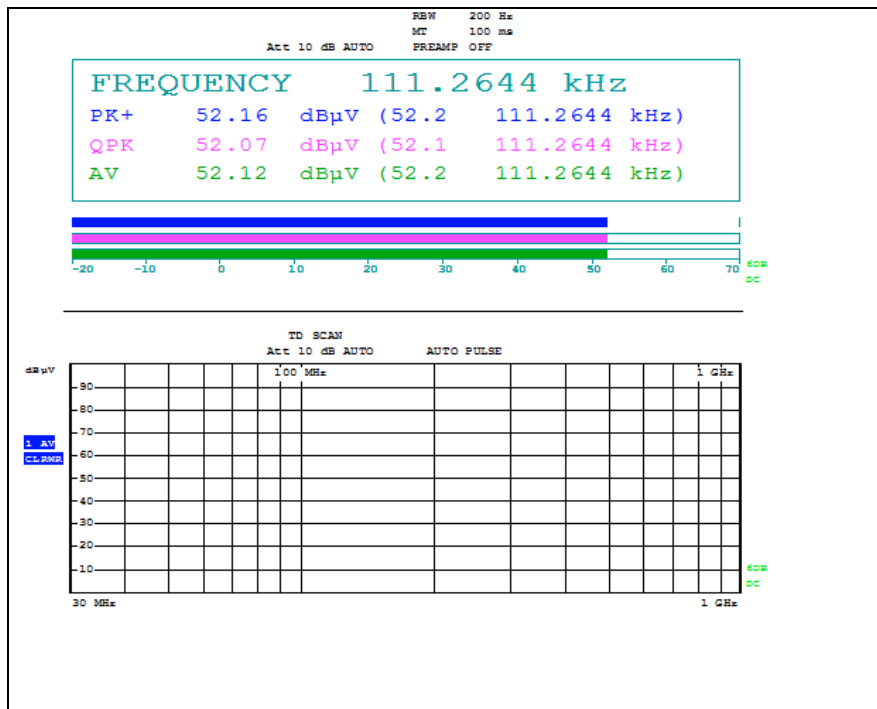 RBW 200 Hz
MT 100 ms
Att 10 dB AUTO PREAMP OFF
FREQUENCY 111.2644 kHz
PK+ 52.16 dBµV (52.2 111.2644 kHz)
QPK 52.07 dBµV (52.1 111.2644 kHz)
AV 52.12 dBµV (52.2 111.2644 kHz)
-20 -10 0 10 20 30 40 50 60 70
6DB
DC
TD SCAN
Att 10 dB AUTO AUTO PULSE
dBµV
100 MHz 1 GHz
90
80
70
1 AV
CLRWR
60
50
40
30
20
10
6DB
DC
30 MHz 1 GHz